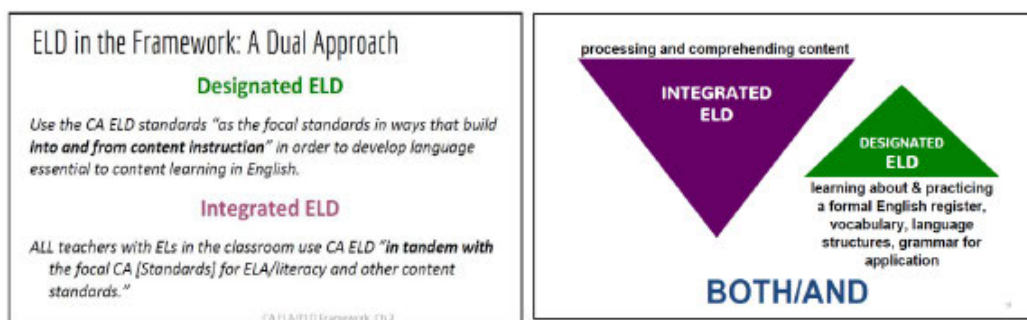 ELD in the Framework: A Dual Approach
Designated ELD
Use the CA ELD standards "as the focal standards in ways that build
into and from content instruction" in order to develop language
essential to content learning in English.
Integrated ELD
ALL teachers with ELs in the classroom use CA ELD "in tandem with
the focal CA [Standards] for ELA/literacy and other content
standards."
CA ELA/ELD Framework, Ch 2
processing and comprehending content
INTEGRATED
ELD
DESIGNATED
ELD
learning about & practicing
a formal English register,
vocabulary, language
structures, grammar for
application
BOTH/AND